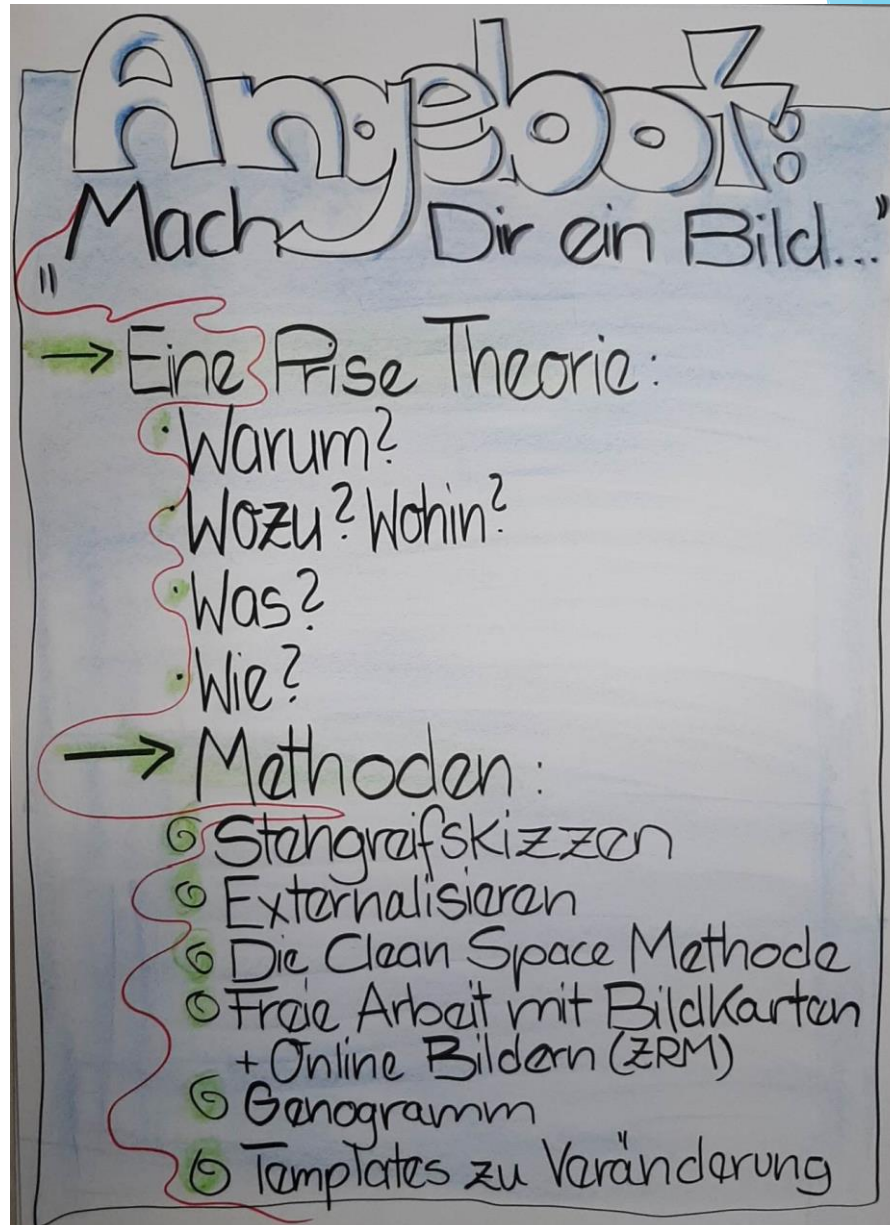 Angebot:
"Mach Dir ein Bild..."
→ Eine Prise Theorie:
· Warum?
· Wozu? Wohin?
· Was?
· Wie?
→ Methoden:
Stehgreifskizzen
Externalisieren
Die Clean Space Methode
Freie Arbeit mit Bildkarten
+ Online Bildern (ZRM)
Genogramm
Templates zu Veränderung